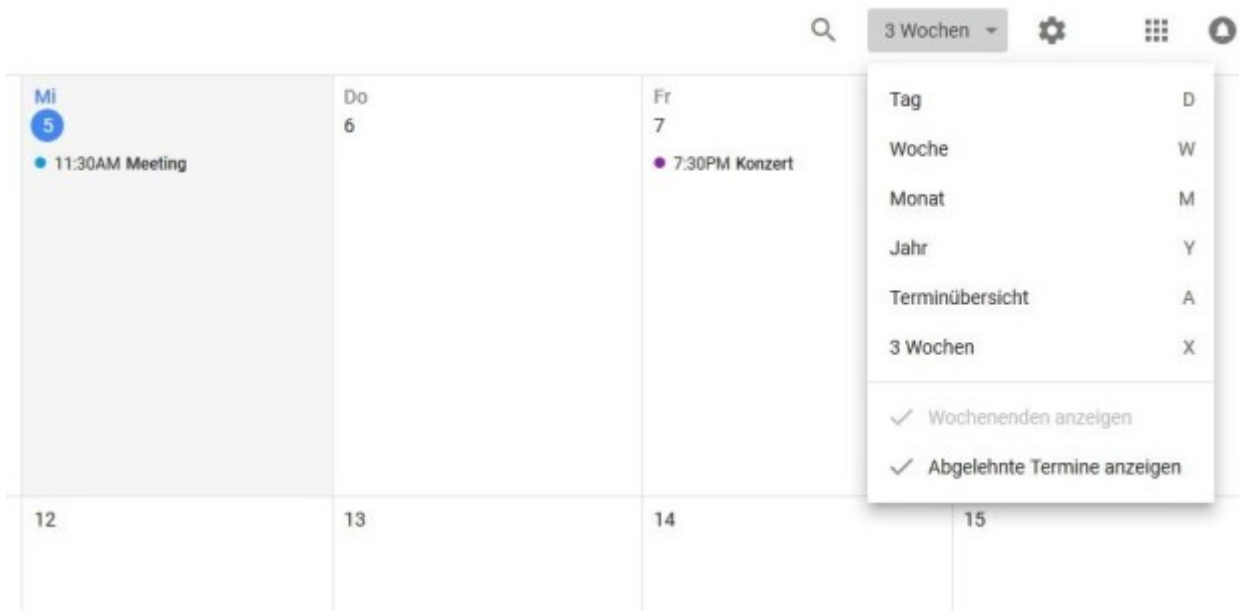 3 Wochen
Mi
Do
Fr
5
6
7
11:30AM Meeting
7:30PM Konzert
Tag D
Woche W
Monat M
Jahr Y
Terminübersicht A
3 Wochen X
Wochenenden anzeigen
Abgelehnte Termine anzeigen
12
13
14
15